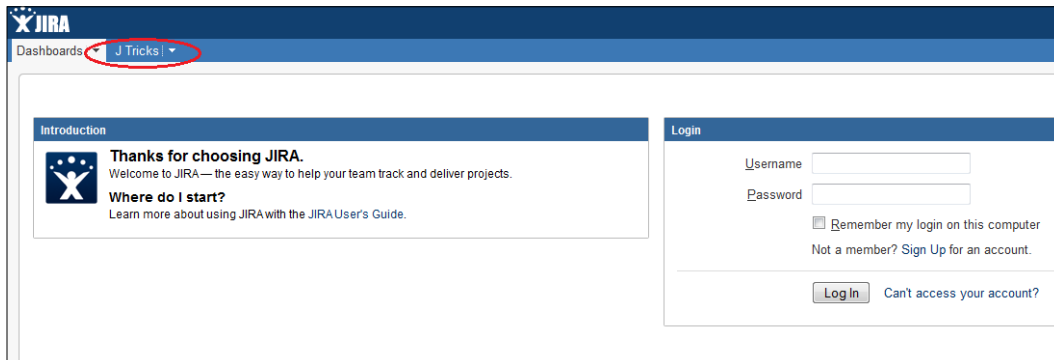 JIRA
Dashboards J Tricks
Introduction
Thanks for choosing JIRA.
Welcome to JIRA — the easy way to help your team track and deliver projects.
Where do I start?
Learn more about using JIRA with the JIRA User's Guide.
Login
Username
Password
Remember my login on this computer
Not a member? Sign Up for an account.
Log In Can't access your account?